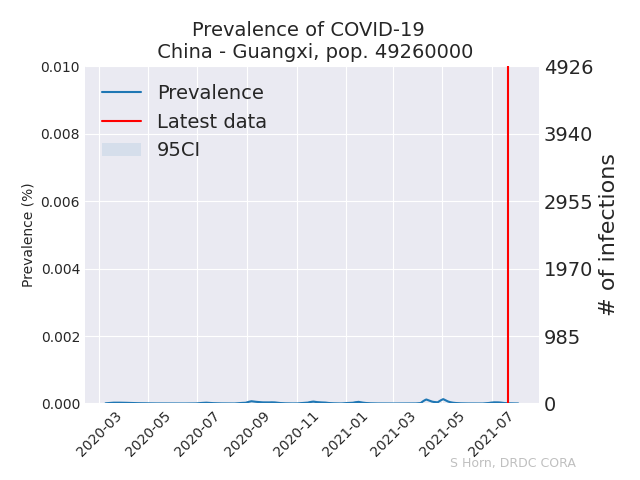 Prevalence of COVID-19
China - Guangxi, pop. 49260000
Prevalence
Latest data
95CI
Prevalence (%)
0.010
0.008
0.006
0.004
0.002
0.000
4926
3940
2955
1970
985
0
# of infections
2020-03
2020-05
2020-07
2020-09
2020-11
2021-01
2021-03
2021-05
2021-07
S Horn, DRDC CORA